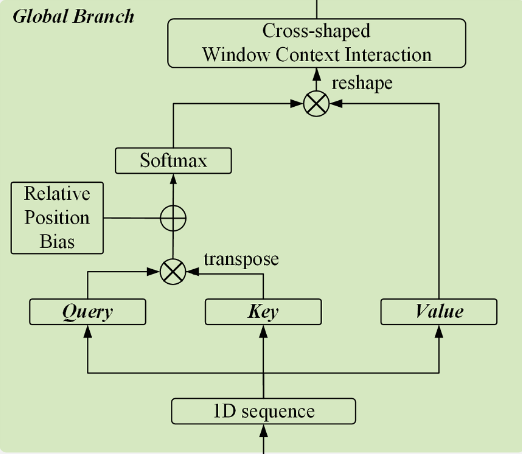 Global Branch
Cross-shaped
Window Context Interaction
reshape
Softmax
Relative
Position
Bias
transpose
Query
Key
Value
1D sequence